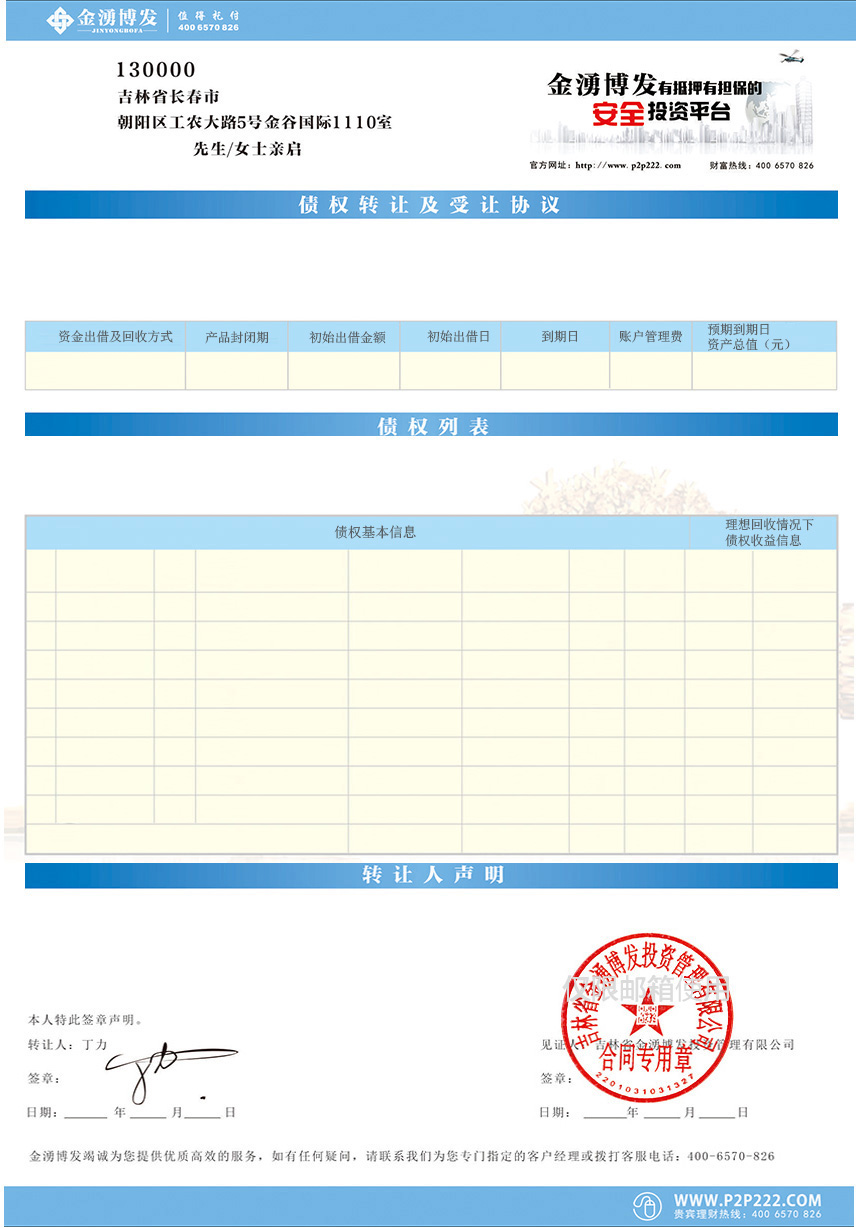 金湧博发
JINYONGBOFA
值得托付
400 6570 826
130000
吉林省长春市
朝阳区工农大路5号金谷国际1110室
先生/女士亲启
金湧博发有抵押有担保的
安全投资平台
官方网址：http://www.p2p222.com 财富热线：400 6570 826
债权转让及受让协议
资金出借及回收方式 产品封闭期 初始出借金额 初始出借日 到期日 账户管理费 预期到期日
资产总值（元）
债权列表
债权基本信息 理想回收情况下
债权收益信息
转让人声明
吉林省金湧博发投资管理有限公司
仅限邮箱使用
合同专用章
2201031031327
本人特此签章声明。
转让人：丁力 见证人：吉林省金湧博发投资管理有限公司
签章： 签章：
日期：______ 年 _____ 月 _____ 日 日期： ______年 _____ 月 _____日
金湧博发竭诚为您提供优质高效的服务，如有任何疑问，请联系我们为您专门指定的客户经理或拨打客服电话：400-6570-826
WWW.P2P222.COM
贵宾理财热线：400 6570 826